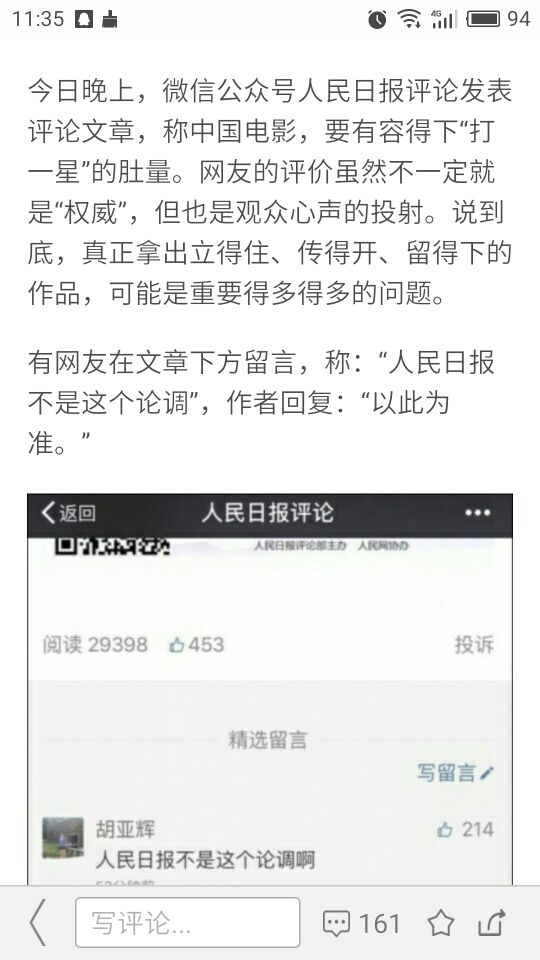 11:35
4G
94
今日晚上，微信公众号人民日报评论发表
评论文章，称中国电影，要有容得下“打
一星”的肚量。网友的评价虽然不一定就
是“权威”，但也是观众心声的投射。说到
底，真正拿出立得住、传得开、留得下的
作品，可能是重要得多得多的问题。
有网友在文章下方留言，称：“人民日报
不是这个论调”，作者回复：“以此为
准。”
返回
人民日报评论
人民日报评论部主办 人民网协办
阅读 29398 453
投诉
精选留言
写留言
胡亚辉
214
人民日报不是这个论调啊
写评论...
161